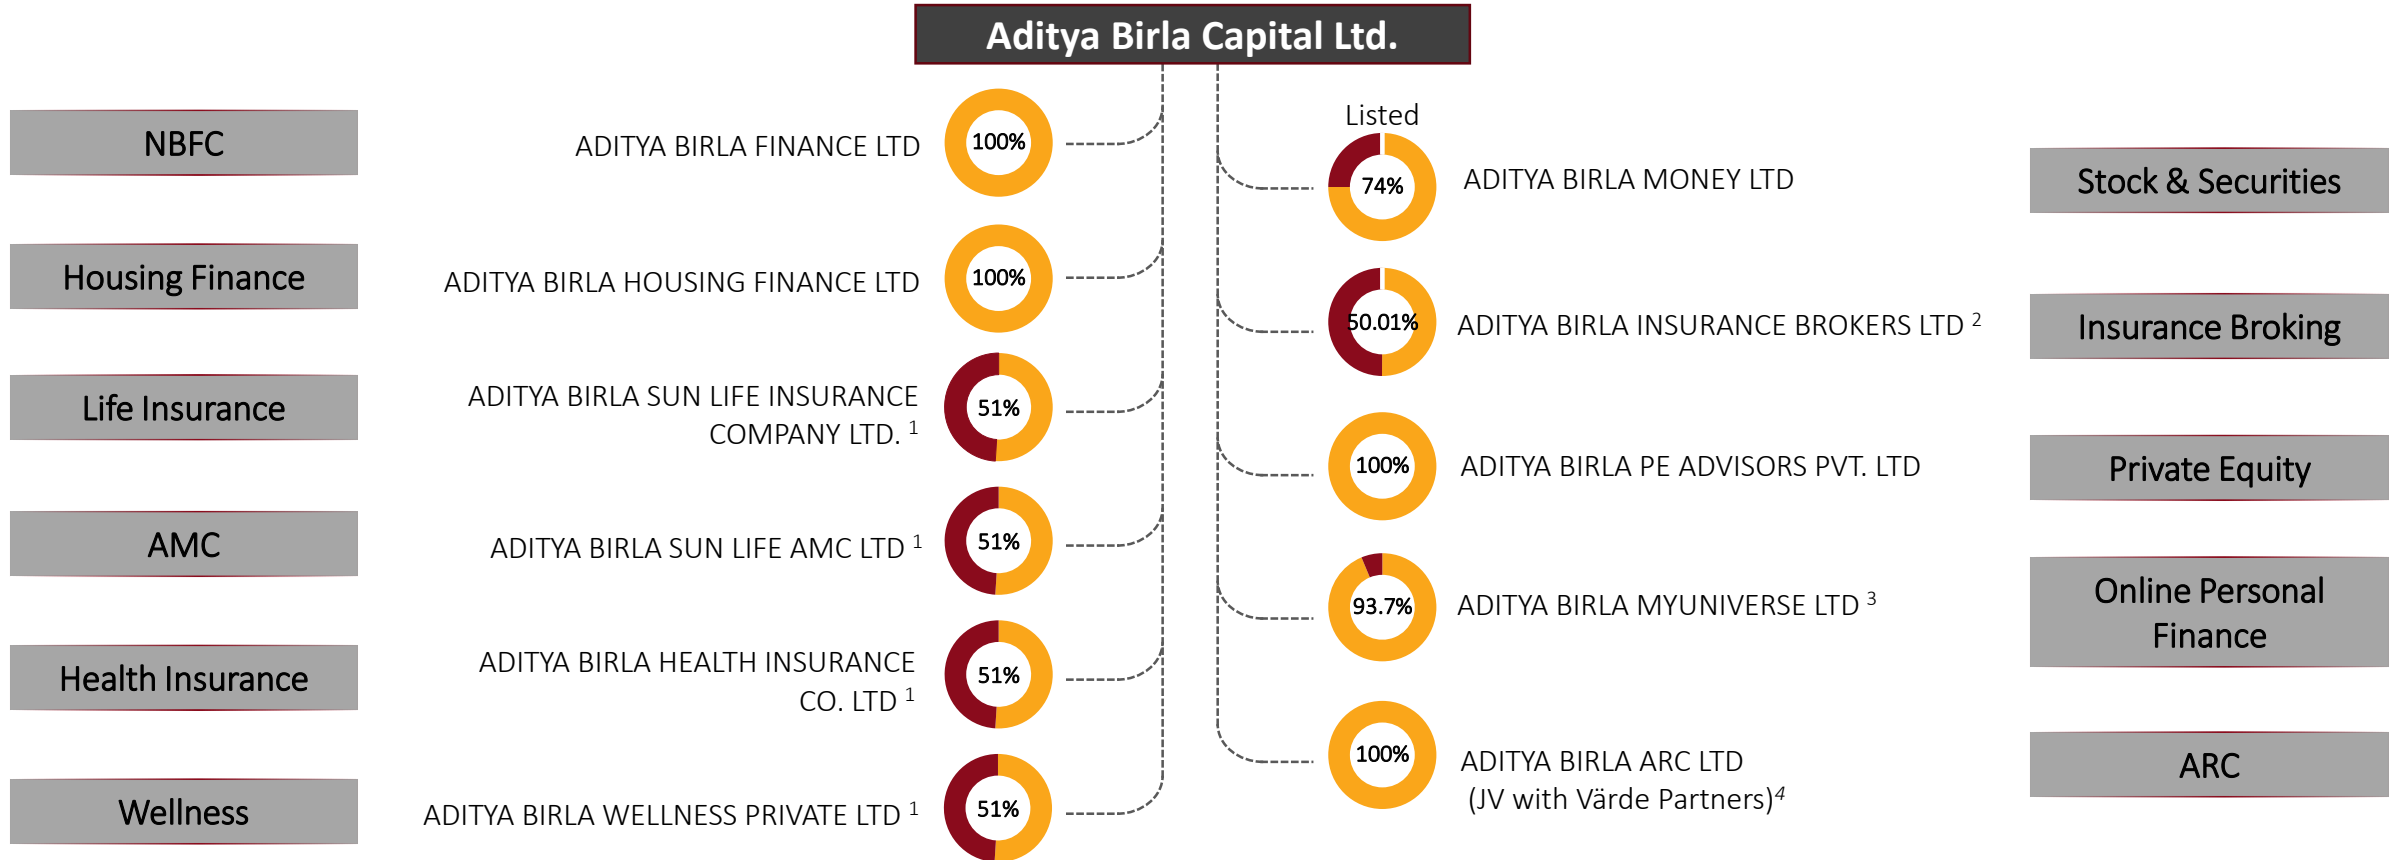 Aditya Birla Capital Ltd.
NBFC
ADITYA BIRLA FINANCE LTD
100%
Housing Finance
ADITYA BIRLA HOUSING FINANCE LTD
100%
Life Insurance
ADITYA BIRLA SUN LIFE INSURANCE
COMPANY LTD. 1
51%
AMC
ADITYA BIRLA SUN LIFE AMC LTD 1
51%
Health Insurance
ADITYA BIRLA HEALTH INSURANCE
CO. LTD 1
51%
Wellness
ADITYA BIRLA WELLNESS PRIVATE LTD 1
51%
Listed
74%
ADITYA BIRLA MONEY LTD
Stock & Securities
50.01%
ADITYA BIRLA INSURANCE BROKERS LTD 2
Insurance Broking
100%
ADITYA BIRLA PE ADVISORS PVT. LTD
Private Equity
93.7%
ADITYA BIRLA MYUNIVERSE LTD 3
Online Personal
Finance
100%
ADITYA BIRLA ARC LTD
(JV with Värde Partners)4
ARC